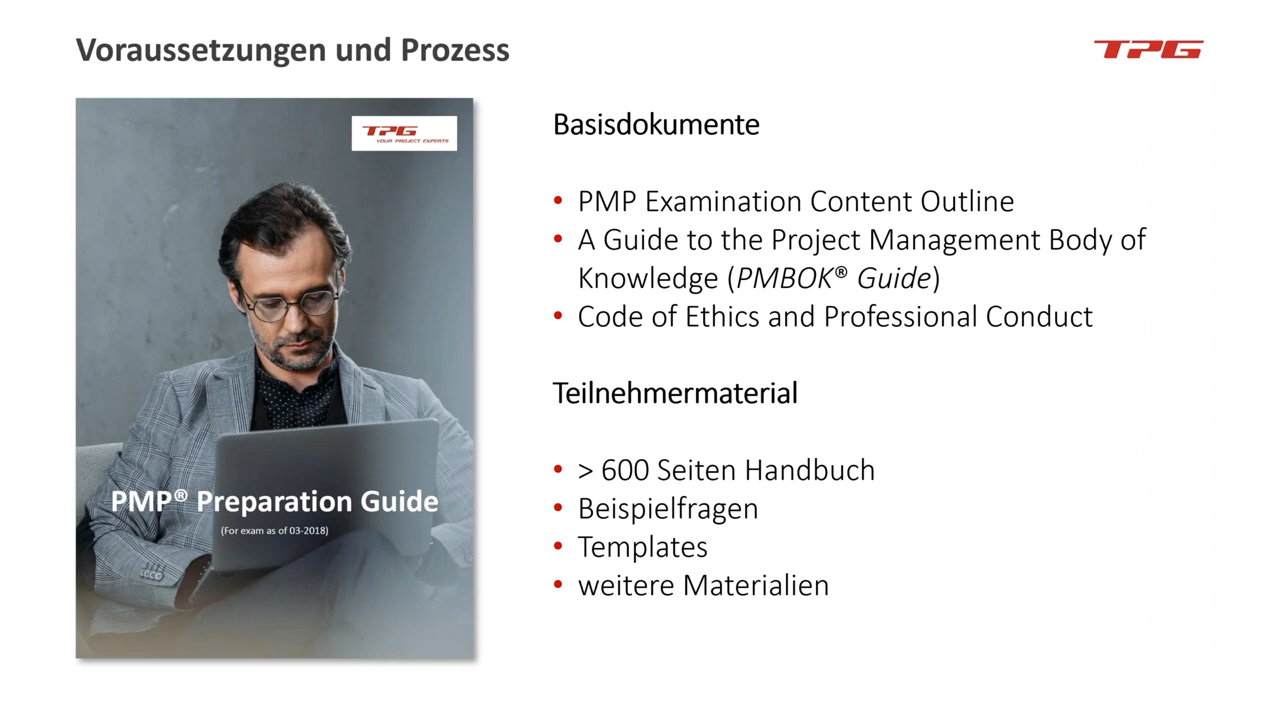 Voraussetzungen und Prozess
TPG
TPG
YOUR PROJECT EXPERTS
PMP® Preparation Guide
(For exam as of 03-2018)
Basisdokumente
• PMP Examination Content Outline
• A Guide to the Project Management Body of
Knowledge (PMBOK® Guide)
• Code of Ethics and Professional Conduct
Teilnehmermaterial
• > 600 Seiten Handbuch
• Beispielfragen
• Templates
• weitere Materialien